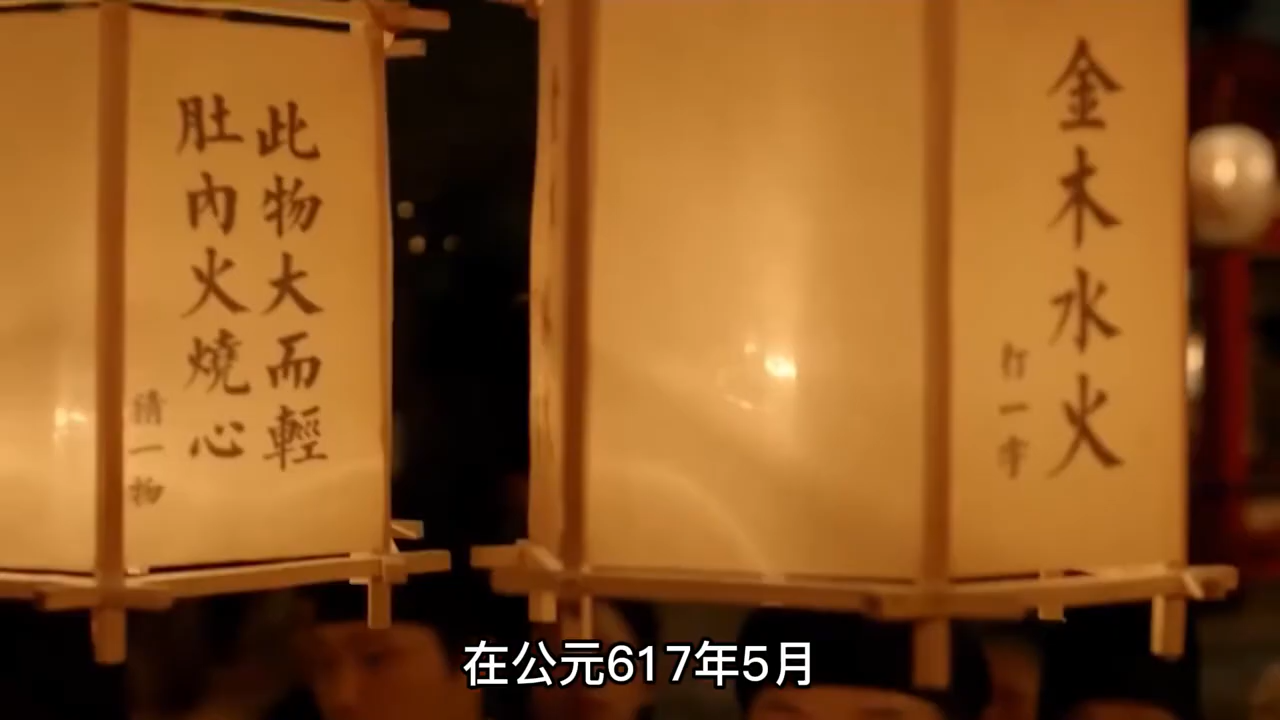 此物大而輕
肚內火燒心
猜一物
金木水火
打一字
在公元617年5月